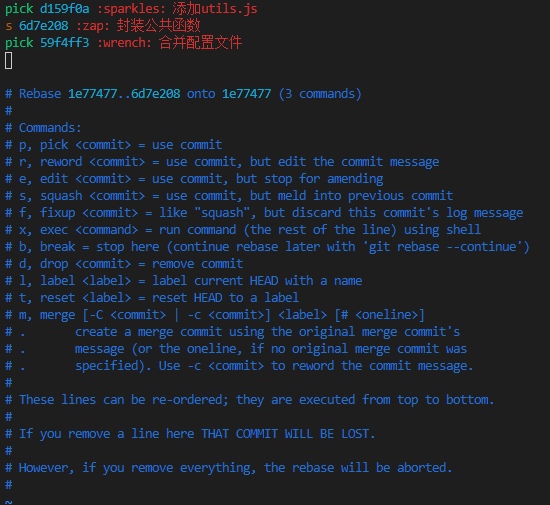 pick d159f0a :sparkles: 添加utils.js
s 6d7e208 :zap: 封装公共函数
pick 59f4ff3 :wrench: 合并配置文件
# Rebase 1e77477..6d7e208 onto 1e77477 (3 commands)
#
# Commands:
# p, pick <commit> = use commit
# r, reword <commit> = use commit, but edit the commit message
# e, edit <commit> = use commit, but stop for amending
# s, squash <commit> = use commit, but meld into previous commit
# f, fixup <commit> = like "squash", but discard this commit's log message
# x, exec <command> = run command (the rest of the line) using shell
# b, break = stop here (continue rebase later with 'git rebase --continue')
# d, drop <commit> = remove commit
# l, label <label> = label current HEAD with a name
# t, reset <label> = reset HEAD to a label
# m, merge [-C <commit> | -c <commit>] <label> [# <oneline>]
# .       create a merge commit using the original merge commit's
# .       message (or the oneline, if no original merge commit was
# .       specified). Use -c <commit> to reword the commit message.
#
# These lines can be re-ordered; they are executed from top to bottom.
#
# If you remove a line here THAT COMMIT WILL BE LOST.
#
# However, if you remove everything, the rebase will be aborted.
#
~